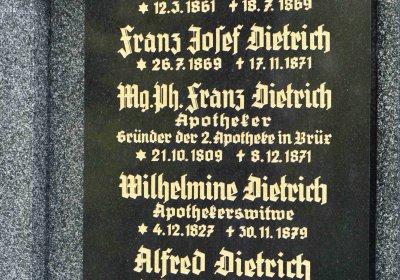 * 12.3.1861 † 18.7.1869
Franz Josef Dietrich
* 26.7.1869 † 17.11.1871
Mg.Ph. Franz Dietrich
Apotheker
Gründer der 2. Apotheke in Brüx
* 21.10.1809 † 8.12.1871
Wilhelmine Dietrich
Apothekerswitwe
* 4.12.1827 † 30.11.1879
Alfred Dietrich